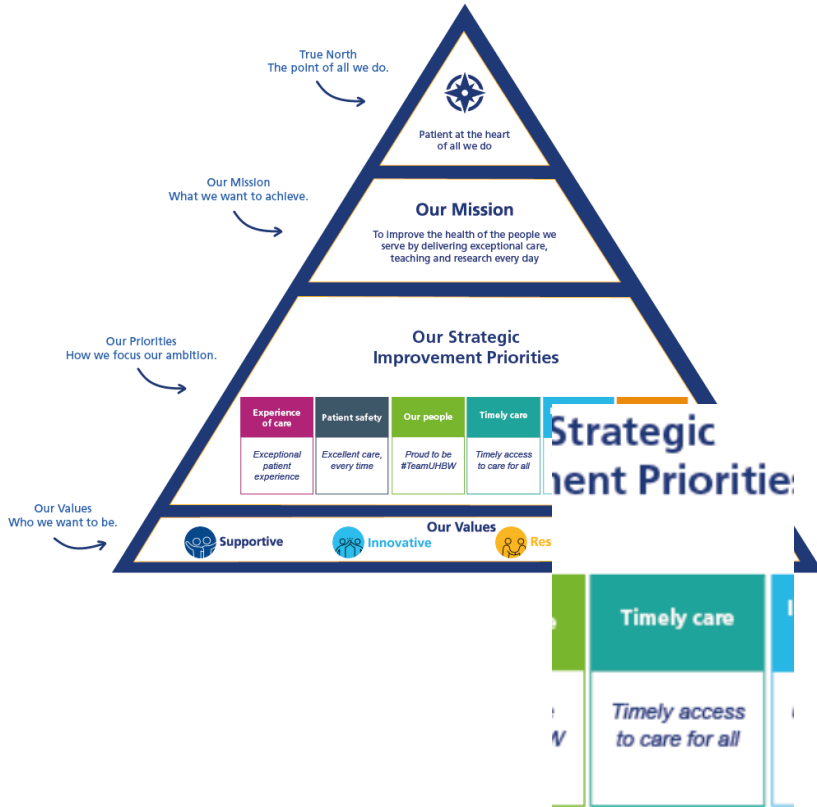 True North
The point of all we do.
Patient at the heart
of all we do
Our Mission
What we want to achieve.
Our Mission
To improve the health of the people we
serve by delivering exceptional care,
teaching and research every day
Our Priorities
How we focus our ambition.
Our Strategic
Improvement Priorities
Experience
of care
Patient safety
Our people
Timely care
Exceptional
patient
experience
Excellent care,
every time
Proud to be
#TeamUHBW
Timely access
to care for all
Our Values
Who we want to be.
Our Values
Supportive
Innovative
Res
Strategic
ment Priorities
Timely care
Timely access
to care for all